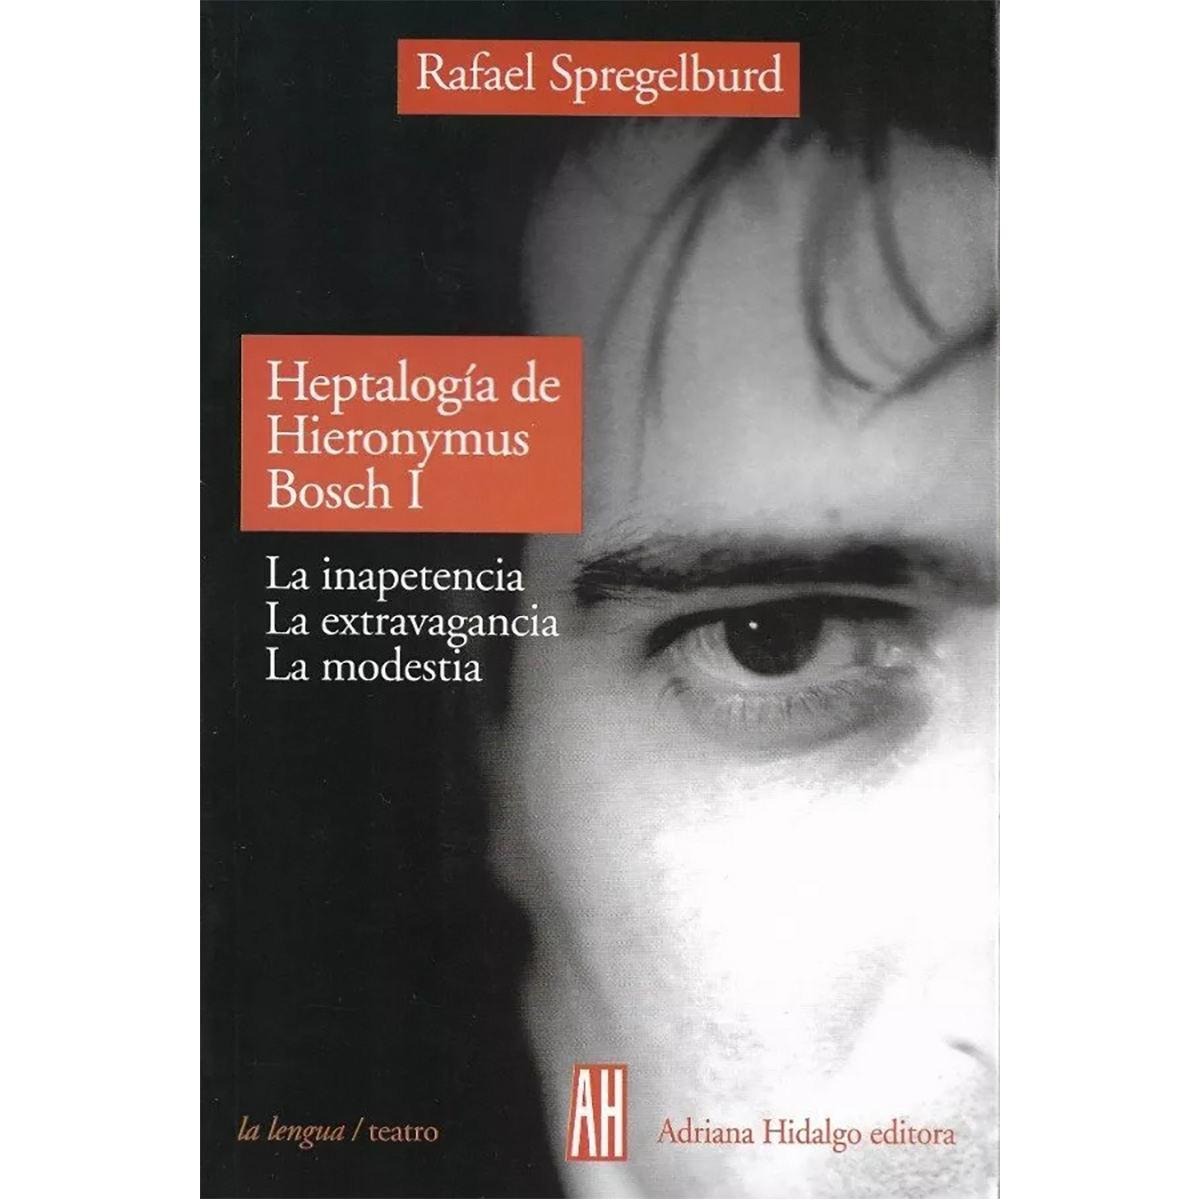 Rafael Spregelburd
Heptalogía de
Hieronymus
Bosch I
La inapetencia
La extravagancia
La modestia
la lengua / teatro
AH
Adriana Hidalgo editora